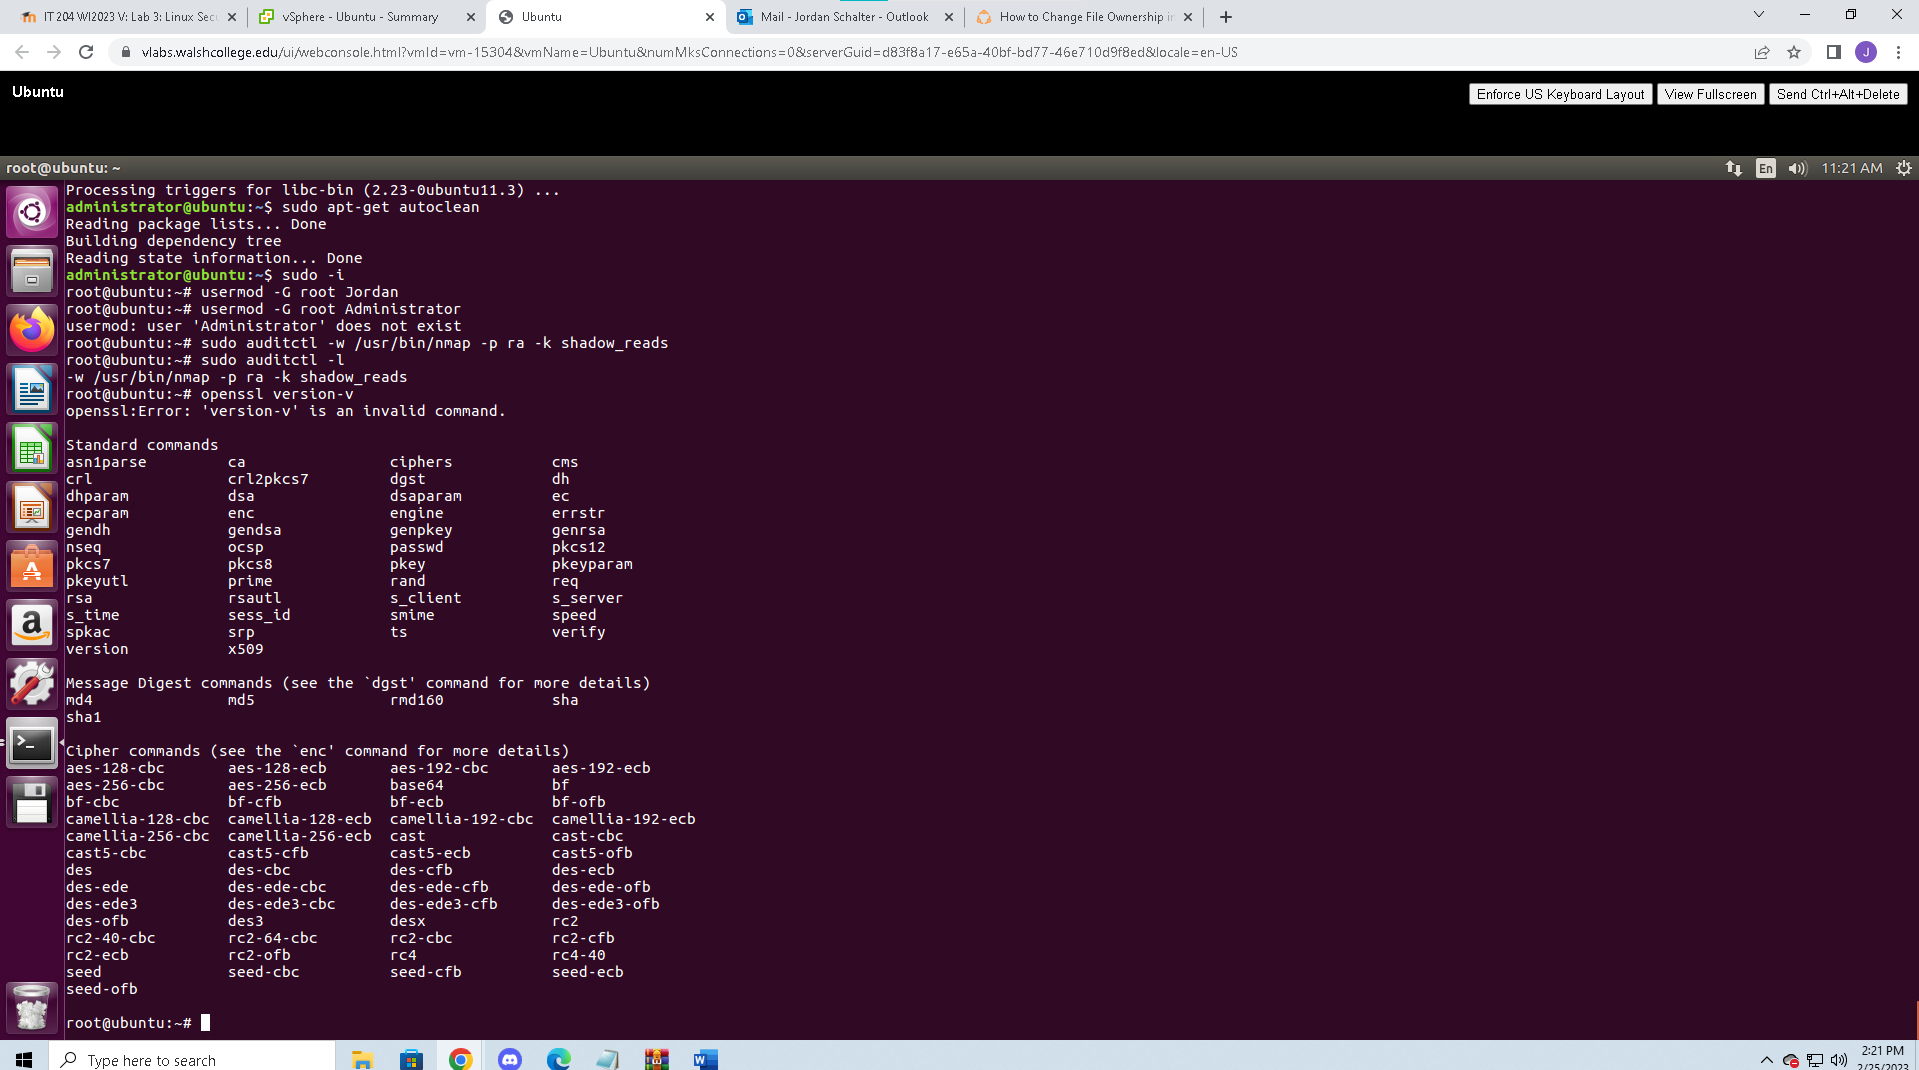 IT 204 WI2023 V: Lab 3: Linux Secu
vSphere - Ubuntu - Summary
Ubuntu
Mail - Jordan Schalter - Outlook
How to Change File Ownership in
vlabs.walshcollege.edu/ui/webconsole.html?vmId=vm-15304&vmName=Ubuntu&numMksConnections=0&serverGuid=d83f8a17-e65a-40bf-bd77-46e710d9f8ed&locale=en-US
J
Ubuntu
Enforce US Keyboard Layout View Fullscreen Send Ctrl+Alt+Delete
root@ubuntu: ~
En 11:21 AM
Processing triggers for libc-bin (2.23-0ubuntu11.3) ...
administrator@ubuntu:~$ sudo apt-get autoclean
Reading package lists... Done
Building dependency tree
Reading state information... Done
administrator@ubuntu:~$ sudo -i
root@ubuntu:~# usermod -G root Jordan
root@ubuntu:~# usermod -G root Administrator
usermod: user 'Administrator' does not exist
root@ubuntu:~# sudo auditctl -w /usr/bin/nmap -p ra -k shadow_reads
root@ubuntu:~# sudo auditctl -l
-w /usr/bin/nmap -p ra -k shadow_reads
root@ubuntu:~# openssl version-v
openssl:Error: 'version-v' is an invalid command.
Standard commands
asn1parse ca ciphers cms
crl crl2pkcs7 dgst dh
dhparam dsa dsaparam ec
ecparam enc engine errstr
gendh gendsa genpkey genrsa
nseq ocsp passwd pkcs12
pkcs7 pkcs8 pkey pkeyparam
pkeyutl prime rand req
rsa rsautl s_client s_server
s_time sess_id smime speed
spkac srp ts verify
version x509
Message Digest commands (see the `dgst' command for more details)
md4 md5 rmd160 sha
sha1
Cipher commands (see the `enc' command for more details)
aes-128-cbc aes-128-ecb aes-192-cbc aes-192-ecb
aes-256-cbc aes-256-ecb base64 bf
bf-cbc bf-cfb bf-ecb bf-ofb
camellia-128-cbc camellia-128-ecb camellia-192-cbc camellia-192-ecb
camellia-256-cbc camellia-256-ecb cast cast-cbc
cast5-cbc cast5-cfb cast5-ecb cast5-ofb
des des-cbc des-cfb des-ecb
des-ede des-ede-cbc des-ede-cfb des-ede-ofb
des-ede3 des-ede3-cbc des-ede3-cfb des-ede3-ofb
des-ofb des3 desx rc2
rc2-40-cbc rc2-64-cbc rc2-cbc rc2-cfb
rc2-ecb rc2-ofb rc4 rc4-40
seed seed-cbc seed-cfb seed-ecb
seed-ofb
root@ubuntu:~#
Type here to search
2:21 PM
2/25/2023